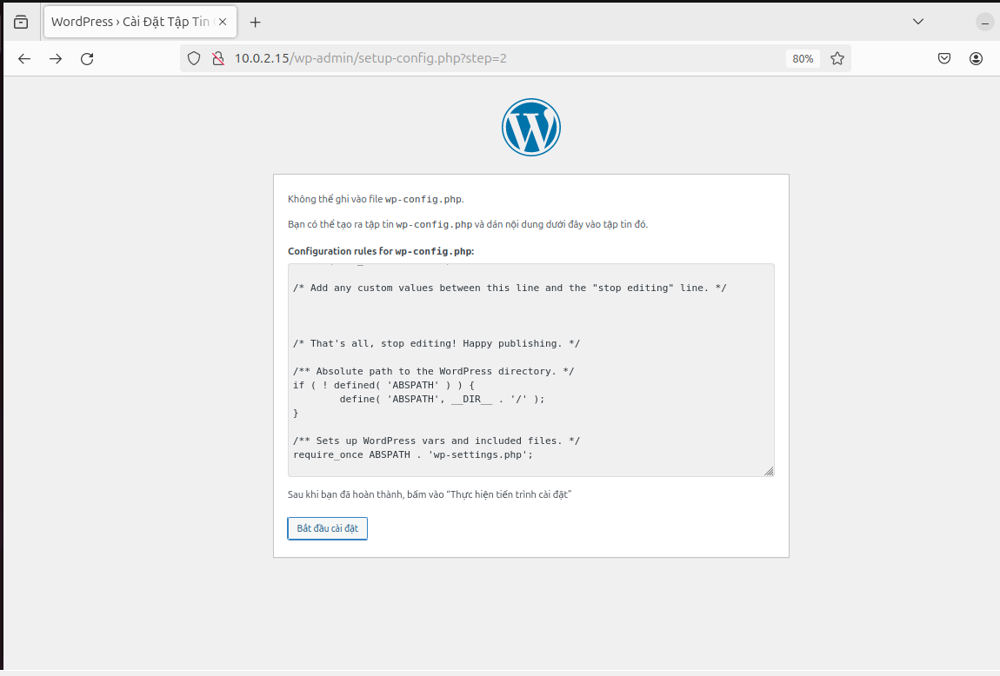 WordPress › Cài Đặt Tập Tin
10.0.2.15/wp-admin/setup-config.php?step=2
80%
Không thể ghi vào file wp-config.php.
Bạn có thể tạo ra tập tin wp-config.php và dán nội dung dưới đây vào tập tin đó.
Configuration rules for wp-config.php:
/* Add any custom values between this line and the "stop editing" line. */
/* That's all, stop editing! Happy publishing. */
/** Absolute path to the WordPress directory. */
if ( ! defined( 'ABSPATH' ) ) {
define( 'ABSPATH', __DIR__ . '/' );
}
/** Sets up WordPress vars and included files. */
require_once ABSPATH . 'wp-settings.php';
Sau khi bạn đã hoàn thành, bấm vào “Thực hiện tiến trình cài đặt”
Bắt đầu cài đặt